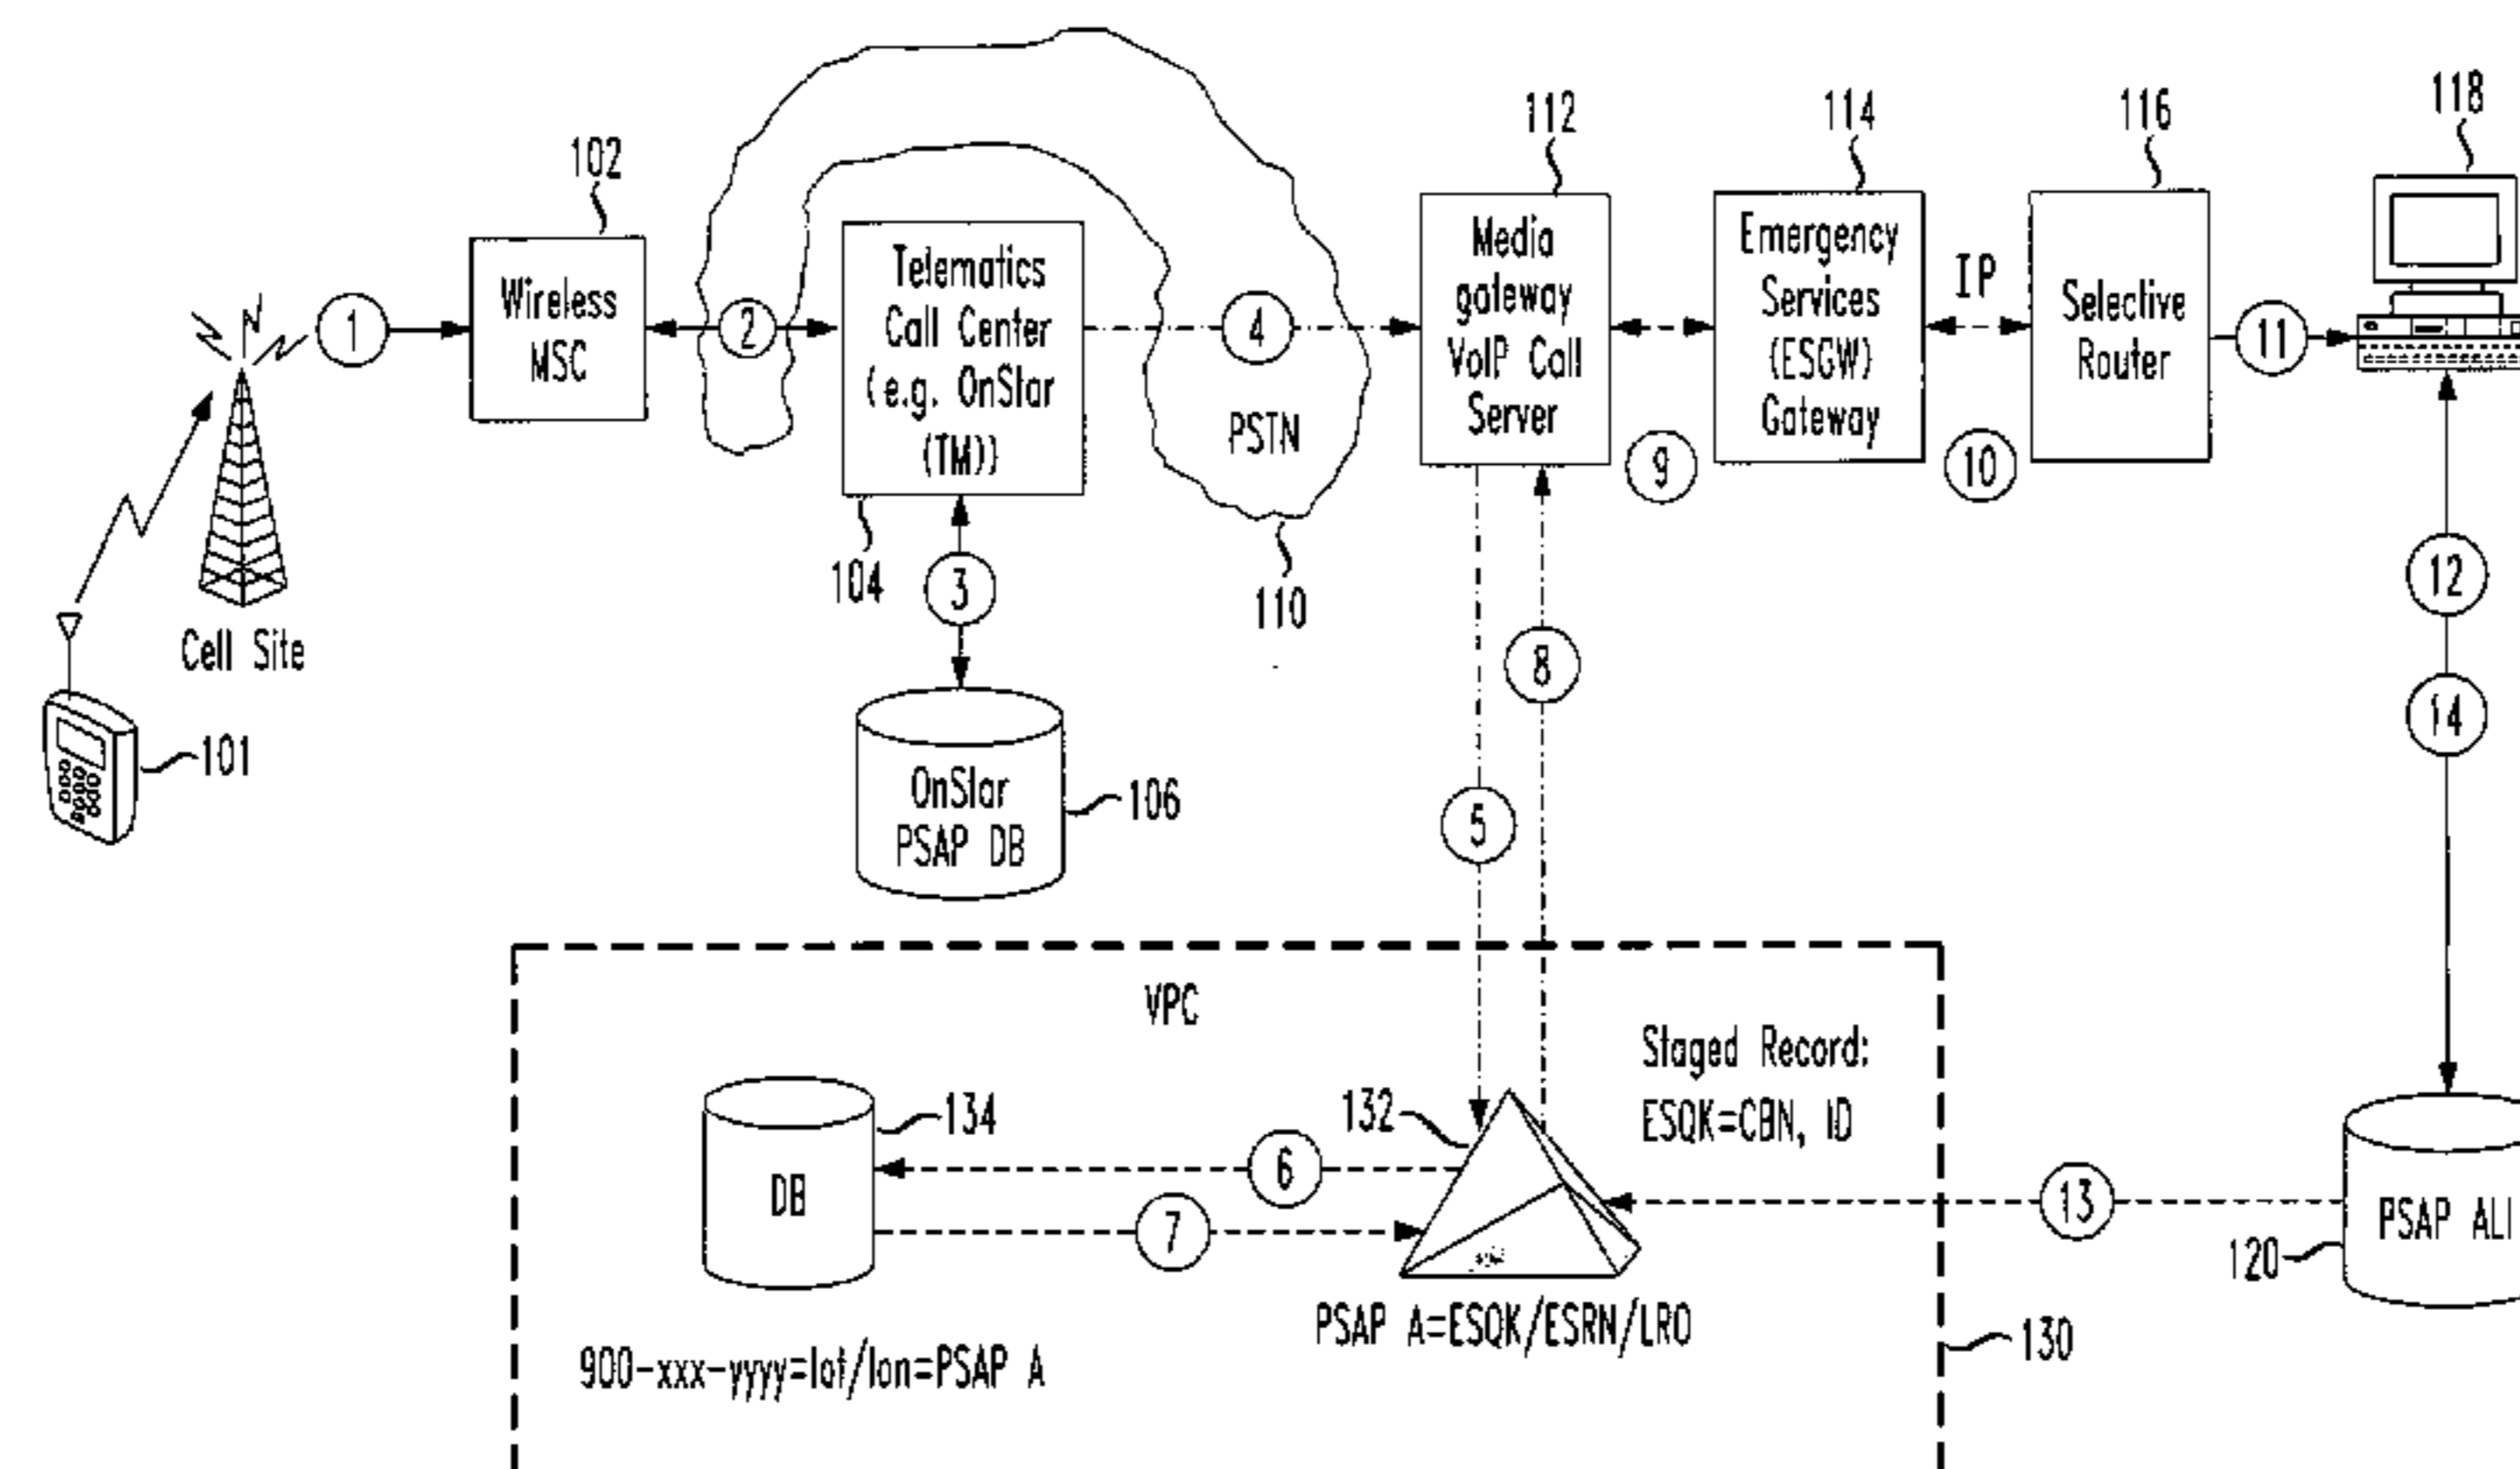 118
112
114
116
102
Media
gateway
VoIP Call
Server
Emergency
Services
(ESGW)
Gateway
IP
Selective
Router
Telematics
Call Center
(e.g. OnStar
(TM))
Wireless
MSC
1
2
4
11
PSTN
9
10
104
3
110
12
Cell Site
8
14
101
OnStar
PSAP DB
106
5
VPC
Staged Record:
ESQK=CBN, ID
134
132
6
DB
7
13
PSAP ALI
120
PSAP A=ESQK/ESRN/LRO
900-xxx-yyyy=lat/lon=PSAP A
130